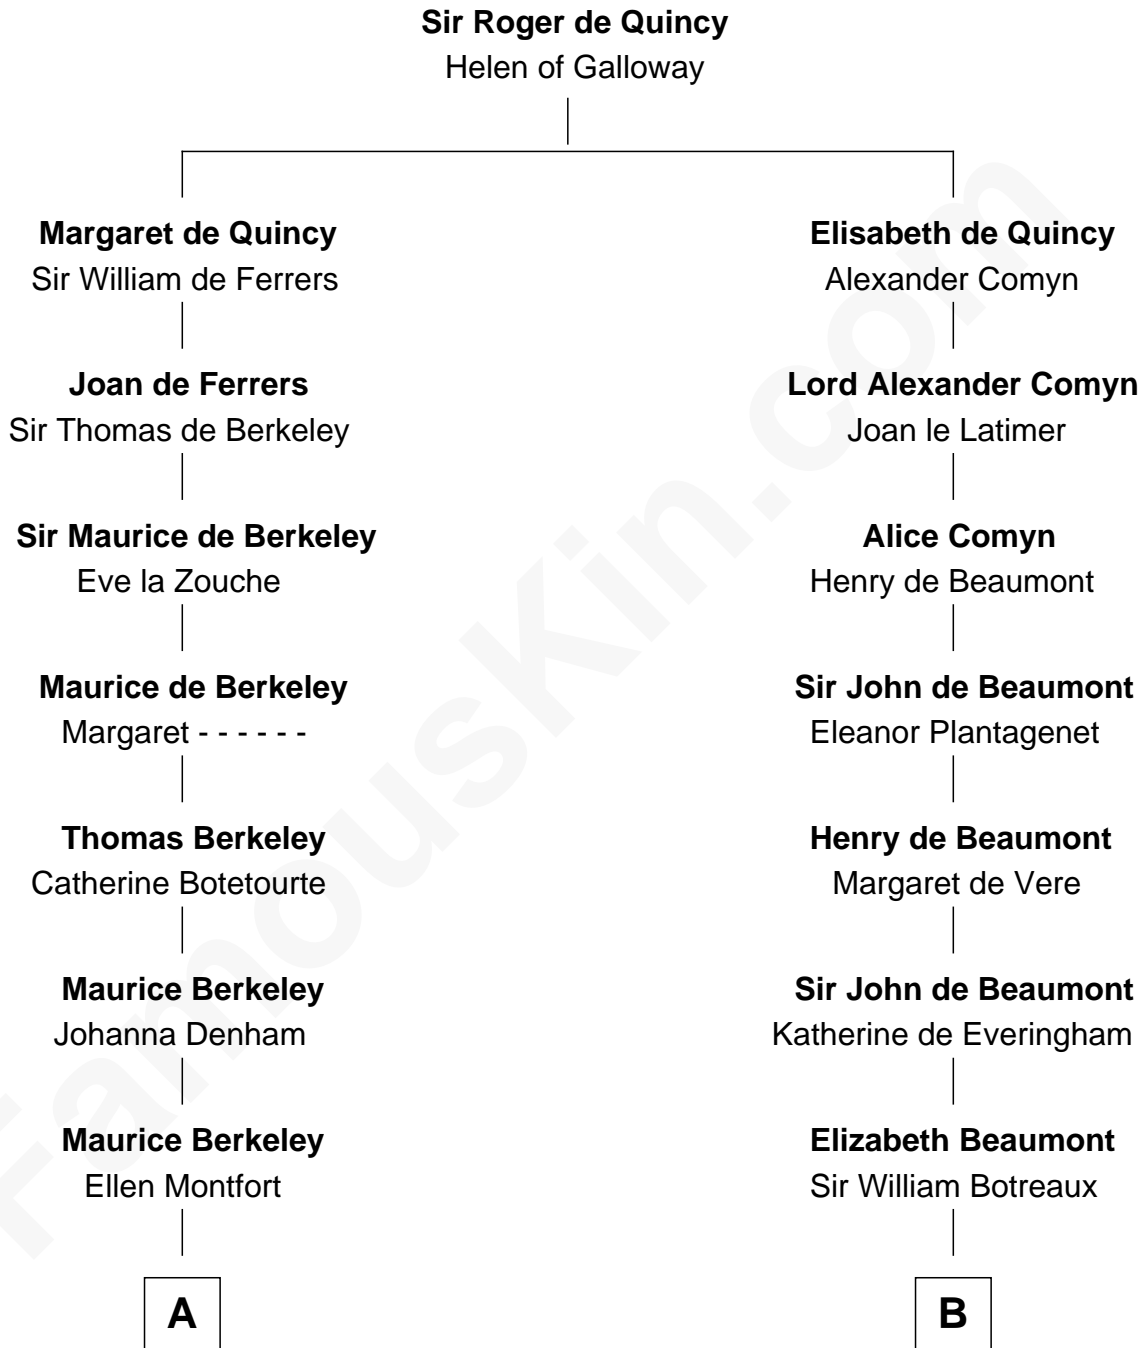 Sir Roger de Quincy
Helen of Galloway
Margaret de Quincy
Sir William de Ferrers
Elisabeth de Quincy
Alexander Comyn
Joan de Ferrers
Sir Thomas de Berkeley
Lord Alexander Comyn
Joan le Latimer
Sir Maurice de Berkeley
Eve la Zouche
Alice Comyn
Henry de Beaumont
Maurice de Berkeley
Margaret - - - - - -
Sir John de Beaumont
Eleanor Plantagenet
Thomas Berkeley
Catherine Botetourte
Henry de Beaumont
Margaret de Vere
Maurice Berkeley
Johanna Denham
Sir John de Beaumont
Katherine de Everingham
Maurice Berkeley
Ellen Montfort
Elizabeth Beaumont
Sir William Botreaux
A
B
FamousKin.com